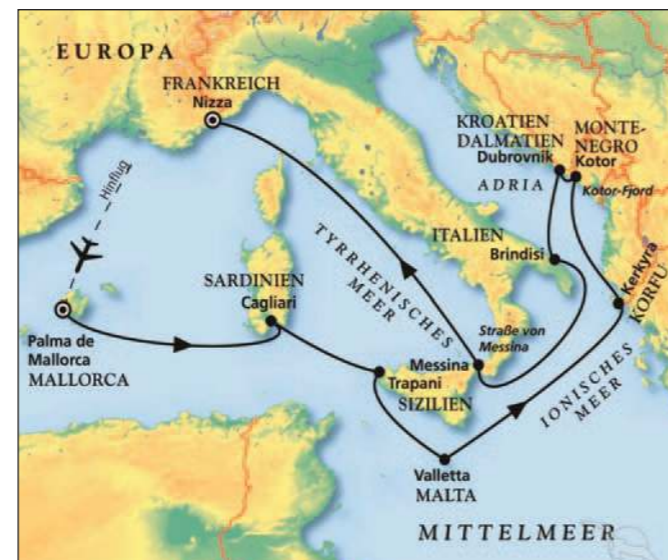 EUROPA
FRANKREICH
Nizza
Hinflug
KROATIEN
DALMATIEN
Dubrovnik
MONTE-
NEGRO
Kotor
Kotor-Fjord
ADRIA
ITALIEN
Brindisi
TYRRHENISCHES
MEER
SARDINIEN
Cagliari
Kerkyra
KORFU
Palma de
Mallorca
MALLORCA
Straße von
Messina
Messina
Trapani
SIZILIEN
IONISCHES
MEER
Valletta
MALTA
MITTELMEER